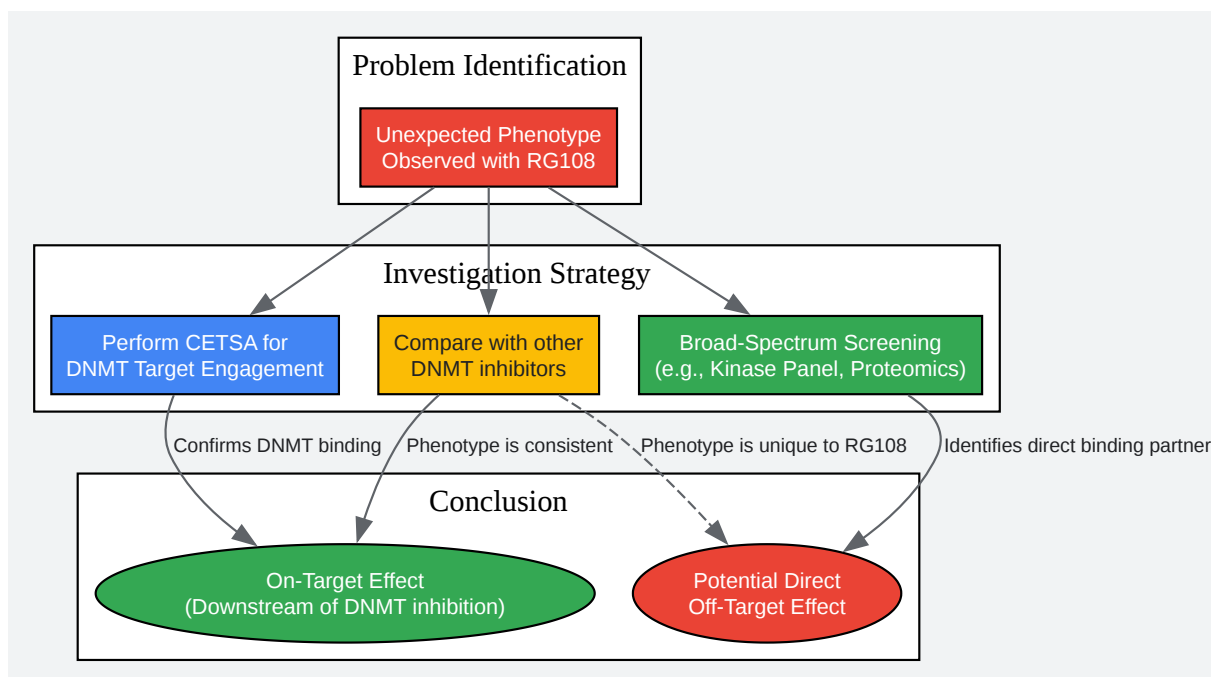 Problem Identification
Unexpected Phenotype
Observed with RG108
Investigation Strategy
Perform CETSA for
DNMT Target Engagement
Compare with other
DNMT inhibitors
Broad-Spectrum Screening
(e.g., Kinase Panel, Proteomics)
Confirms DNMT binding
Phenotype is consistent
Phenotype is unique to RG108
Identifies direct binding partner
Conclusion
On-Target Effect
(Downstream of DNMT inhibition)
Potential Direct
Off-Target Effect